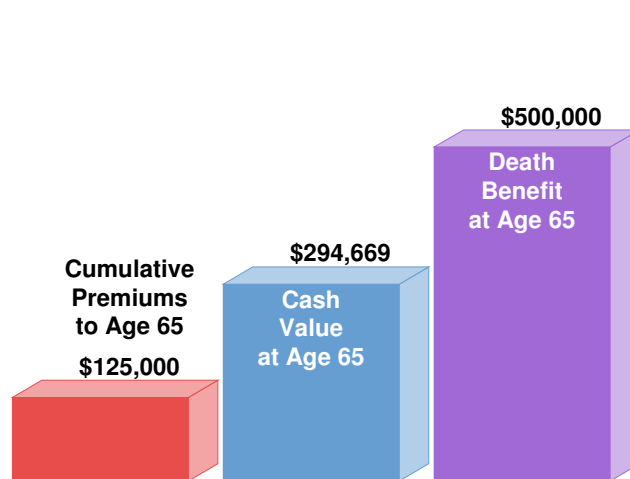 Cumulative
Premiums
to Age 65
$125,000
$294,669
Cash
Value
at Age 65
$500,000
Death
Benefit
at Age 65